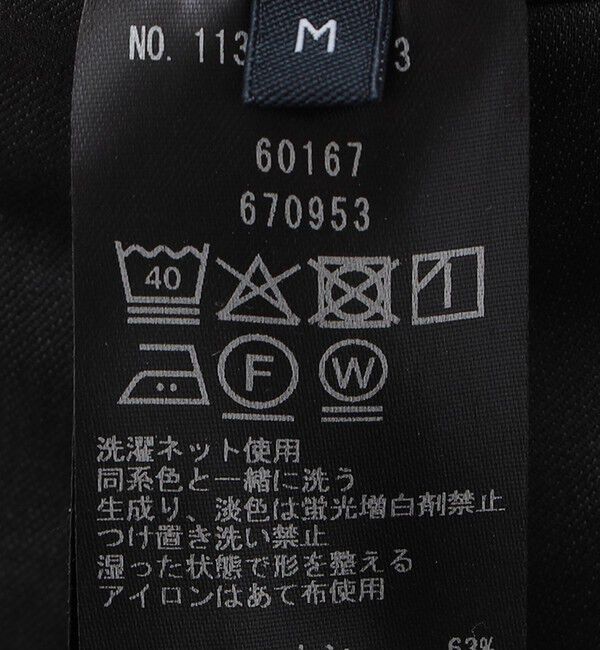 M
NO. 113 3
60167
670953
40
F
W
洗濯ネット使用
同系色と一緒に洗う
生成り、淡色は蛍光増白剤禁止
つけ置き洗い禁止
湿った状態で形を整える
アイロンはあて布使用
63%